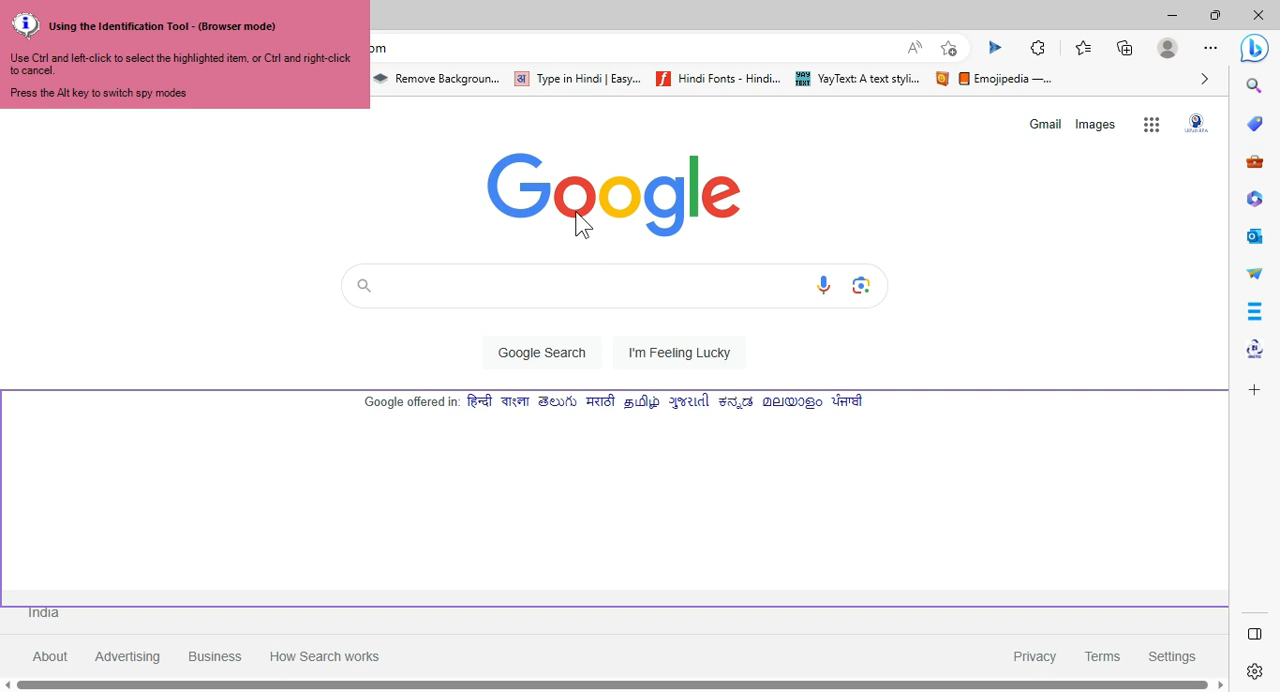 Using the Identification Tool - (Browser mode)
Use Ctrl and left-click to select the highlighted item, or Ctrl and right-click
to cancel.
Press the Alt key to switch spy modes
om
Remove Backgroun... Type in Hindi | Easy... Hindi Fonts - Hindi... YAY TEXT YayText: A text styli... Emojipedia —...
Gmail Images
Google
Google Search I'm Feeling Lucky
Google offered in: हिन्दी বাংলা తెలుగు मराठी தமிழ் ગુજરાતી ಕನ್ನಡ മലയാളം ਪੰਜਾਬੀ
India
About Advertising Business How Search works Privacy Terms Settings